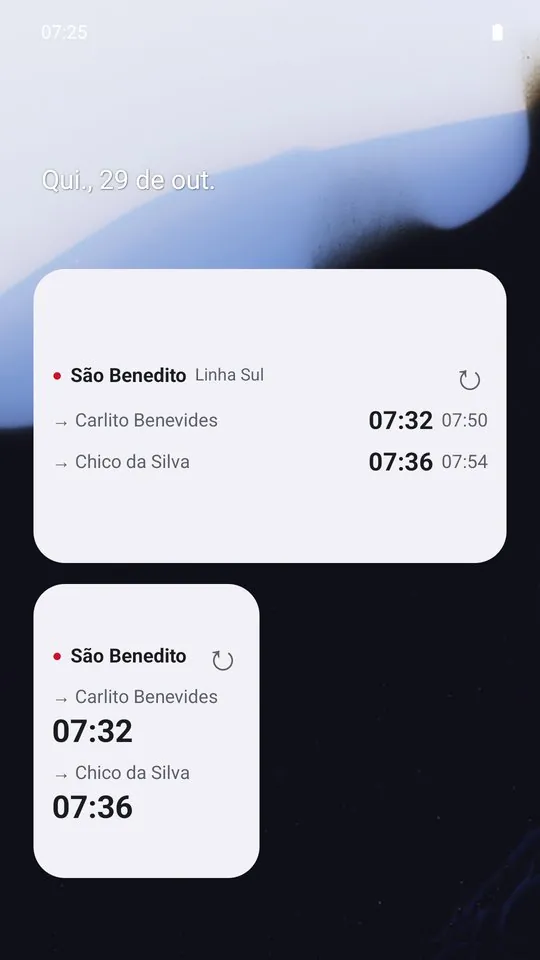 07:25
Qui., 29 de out.
São Benedito Linha Sul
→ Carlito Benevides 07:32 07:50
→ Chico da Silva 07:36 07:54
São Benedito
→ Carlito Benevides
07:32
→ Chico da Silva
07:36